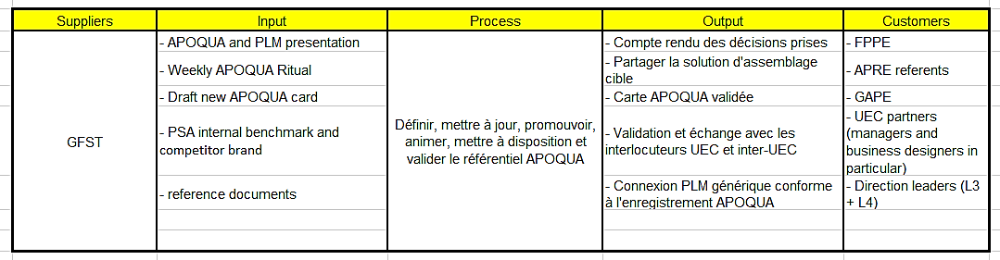 Suppliers Input Process Output Customers
- APOQUA and PLM presentation - Compte rendu des décisions prises - FPPE
- Weekly APOQUA Ritual - Partager la solution d'assemblage - APRE referents
cible
- Draft new APOQUA card - Carte APOQUA validée - GAPE
GFST
- PSA internal benchmark and
competitor brand
Définir, mettre à jour, promouvoir,
animer, mettre à disposition et
valider le référentiel APOQUA
- Validation et échange avec les
interlocuteurs UEC et inter-UEC
- UEC partners
(managers and
business designers in
particular)
- reference documents
- Connexion PLM générique conforme
à l'enregistrement APOQUA
- Direction leaders (L3
+ L4)